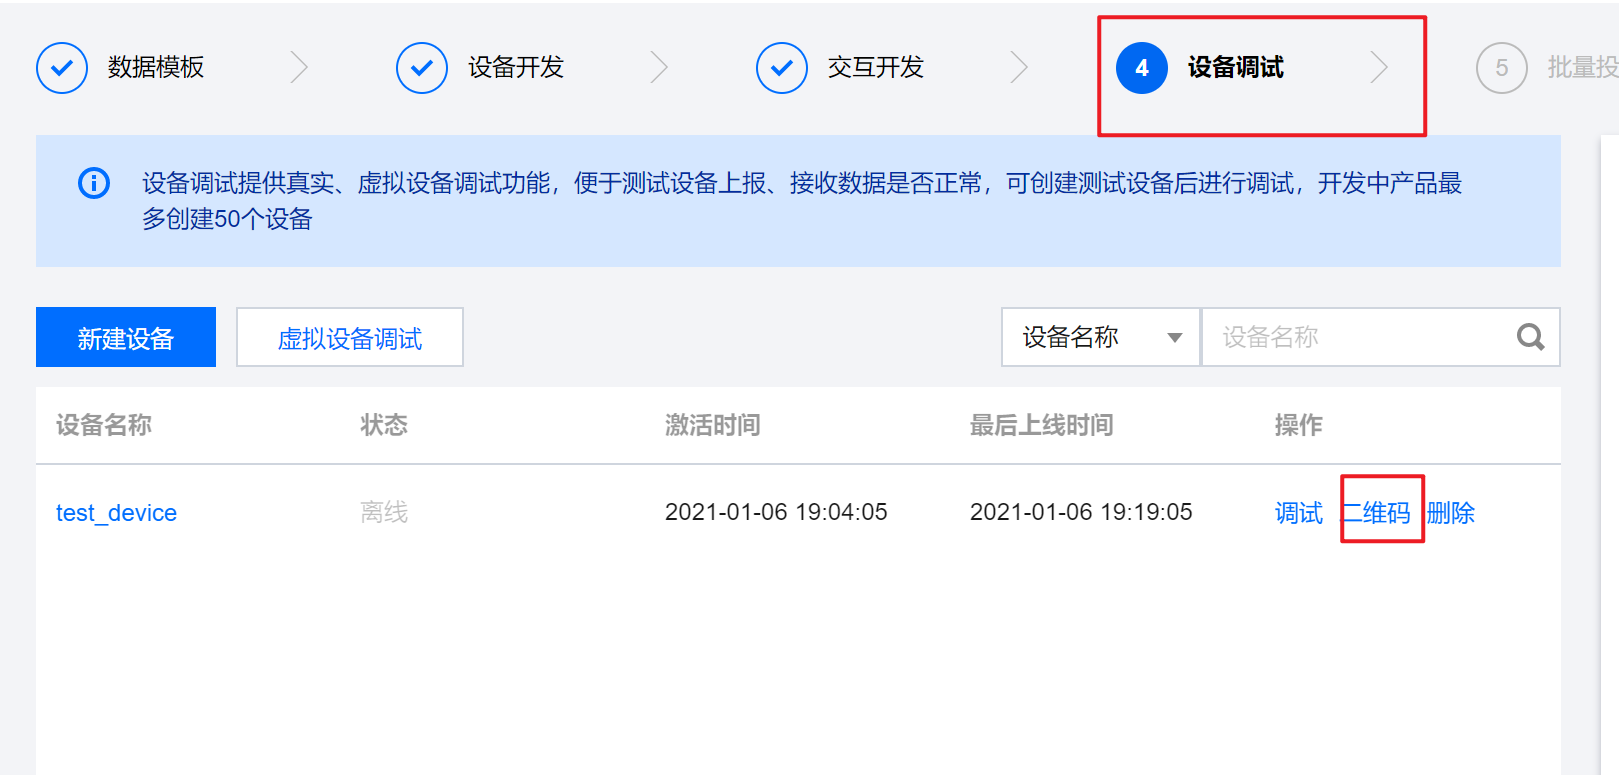 数据模板
设备开发
交互开发
4 设备调试
5 批量投
设备调试提供真实、虚拟设备调试功能，便于测试设备上报、接收数据是否正常，可创建测试设备后进行调试，开发中产品最
多创建50个设备
新建设备
虚拟设备调试
设备名称
设备名称
设备名称 状态 激活时间 最后上线时间 操作
test_device 离线 2021-01-06 19:04:05 2021-01-06 19:19:05 调试 二维码 删除